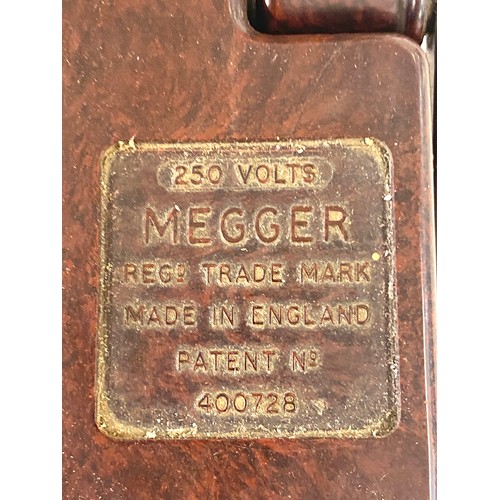 250 VOLTS
MEGGER
REGD TRADE MARK
MADE IN ENGLAND
PATENT No
400728